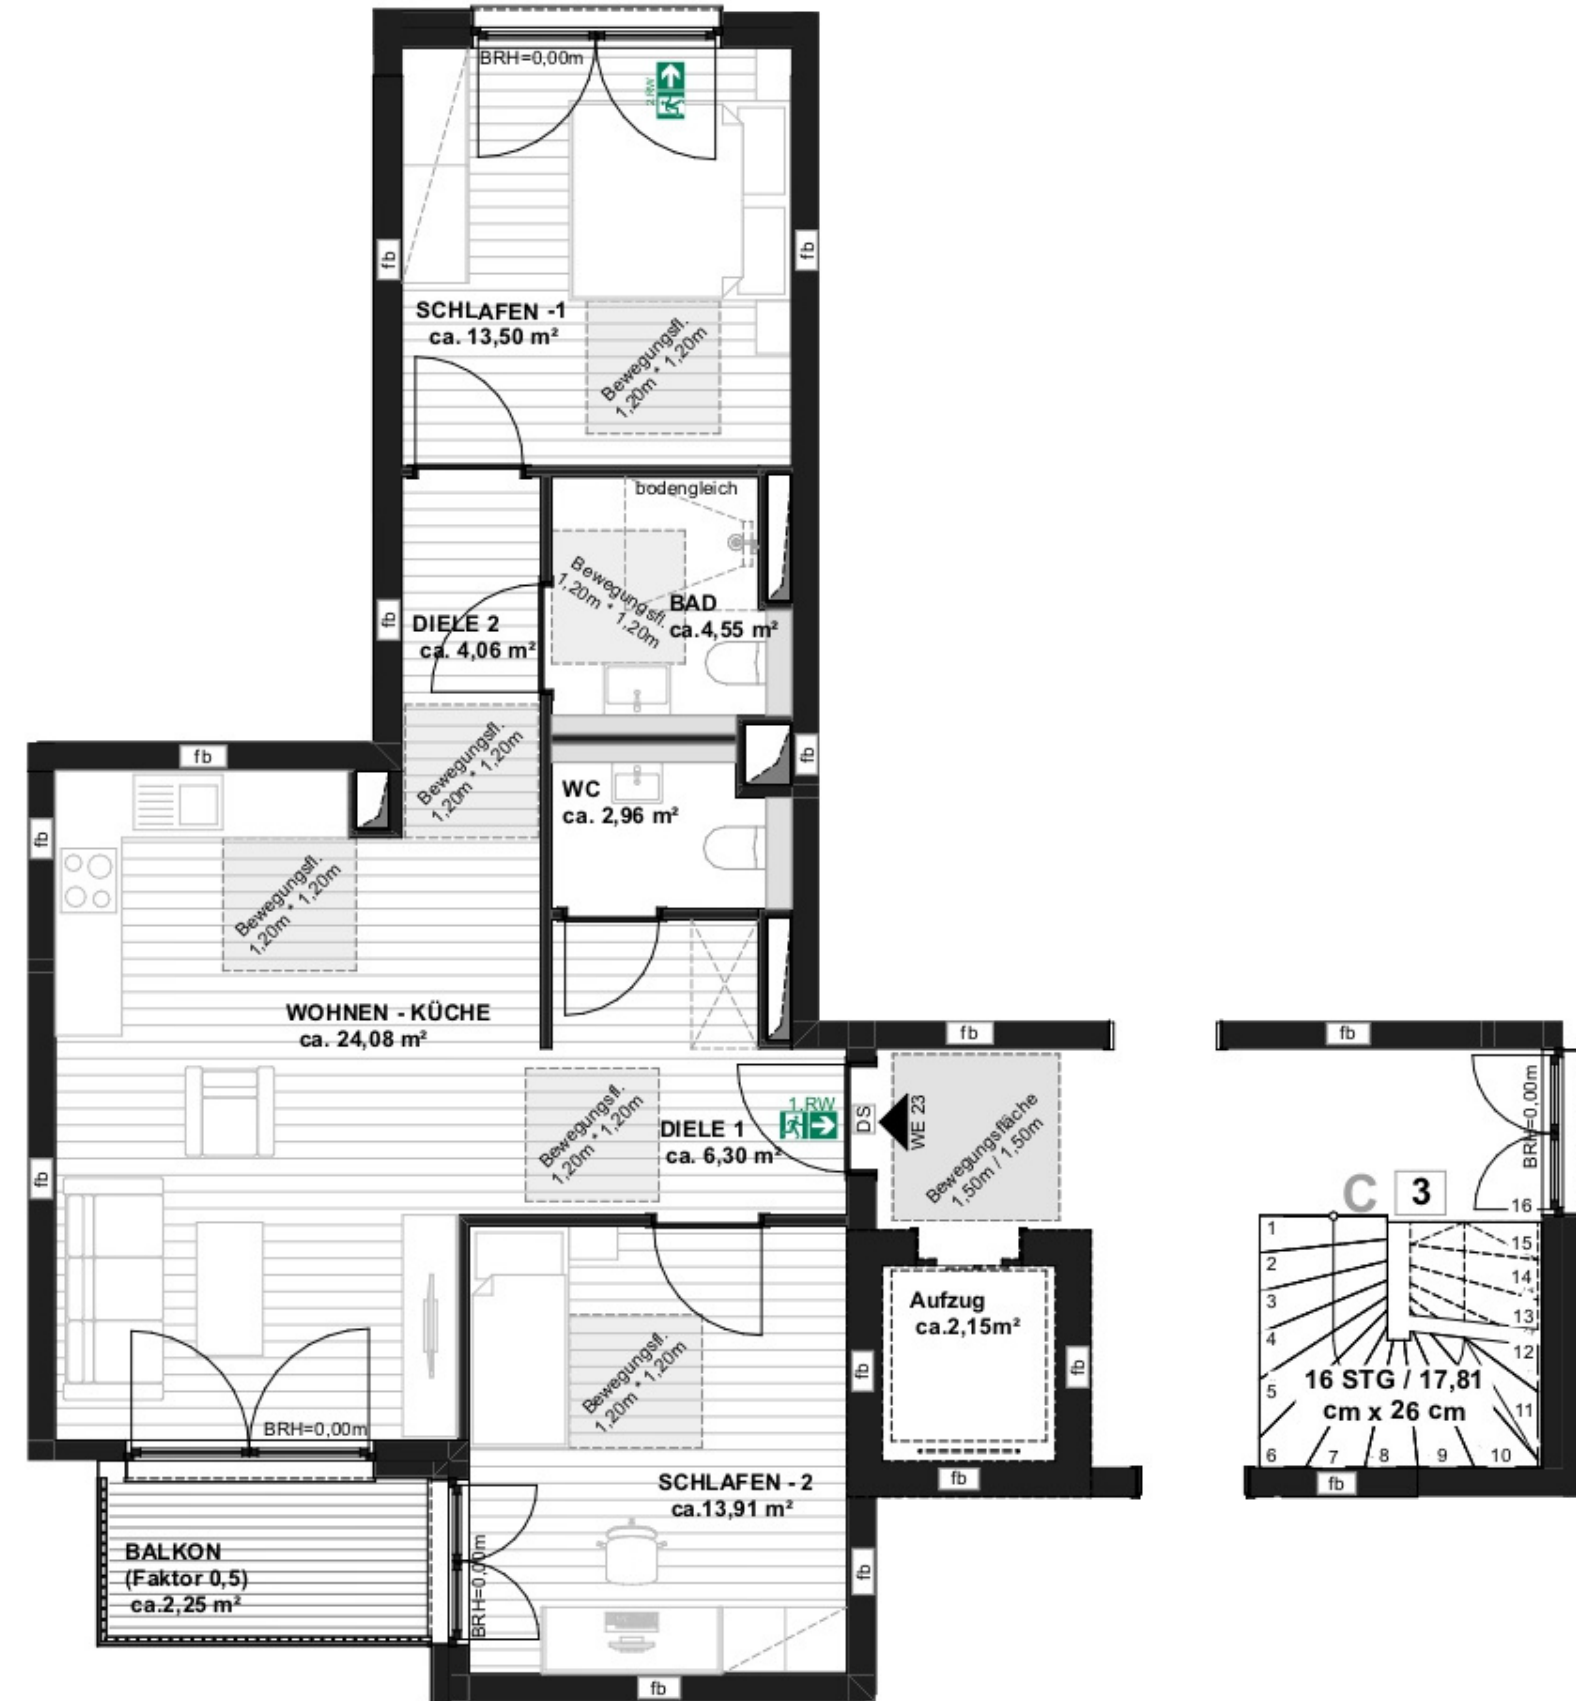 BRH=0,00m
2.RW
fb
fb
SCHLAFEN -1
ca. 13,50 m²
Bewegungsfl.
1,20m * 1,20m
bodengleich
Bewegungsfl.
1,20m * 1,20m
BAD
ca.4,55 m²
fb
DIELE 2
ca. 4,06 m²
Bewegungsfl.
1,20m * 1,20m
fb
fb
WC
ca. 2,96 m²
fb
Bewegungsfl.
1,20m * 1,20m
WOHNEN - KÜCHE
ca. 24,08 m²
fb
fb
Bewegungsfl.
1,20m * 1,20m
DIELE 1
ca. 6,30 m²
1.RW
DS
WE 23
Bewegungsfläche
1,50m / 1,50m
BRH=0,00m
fb
C
3
1
2
3
4
5
6
7
8
9
10
11
12
13
14
15
16
16 STG / 17,81
cm x 26 cm
fb
Aufzug
ca.2,15m²
fb
fb
fb
Bewegungsfl.
1,20m * 1,20m
BRH=0,00m
SCHLAFEN - 2
ca.13,91 m²
BRH=0,00m
BALKON
(Faktor 0,5)
ca.2,25 m²
fb
fb